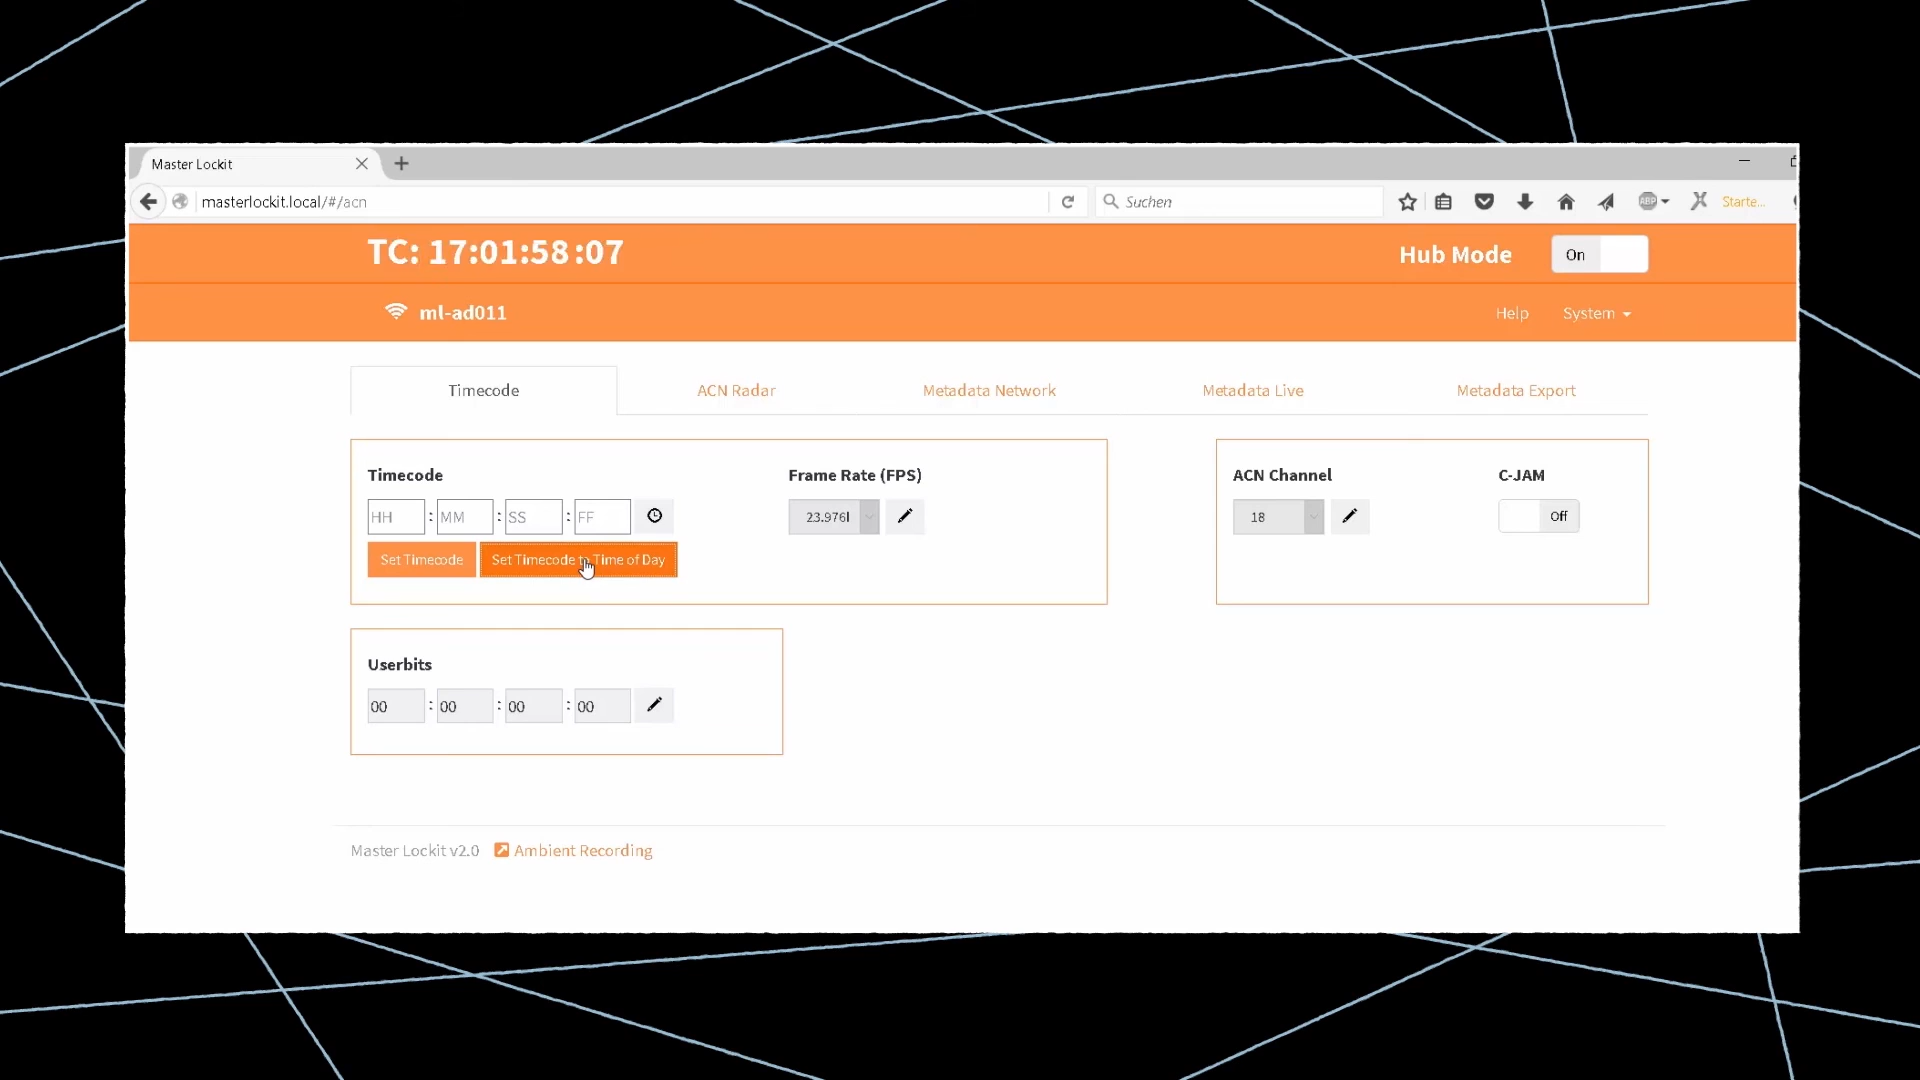 Master Lockit
masterlockit.local/#/acn
Suchen
ABP
Starte...
TC: 17:01:58:07
Hub Mode
On
ml-ad011
Help
System
Timecode
ACN Radar
Metadata Network
Metadata Live
Metadata Export
Timecode
Frame Rate (FPS)
ACN Channel
C-JAM
HH : MM : SS : FF
23.976
18
Off
Set Timecode
Set Timecode to Time of Day
Userbits
00 : 00 : 00 : 00
Master Lockit v2.0
Ambient Recording